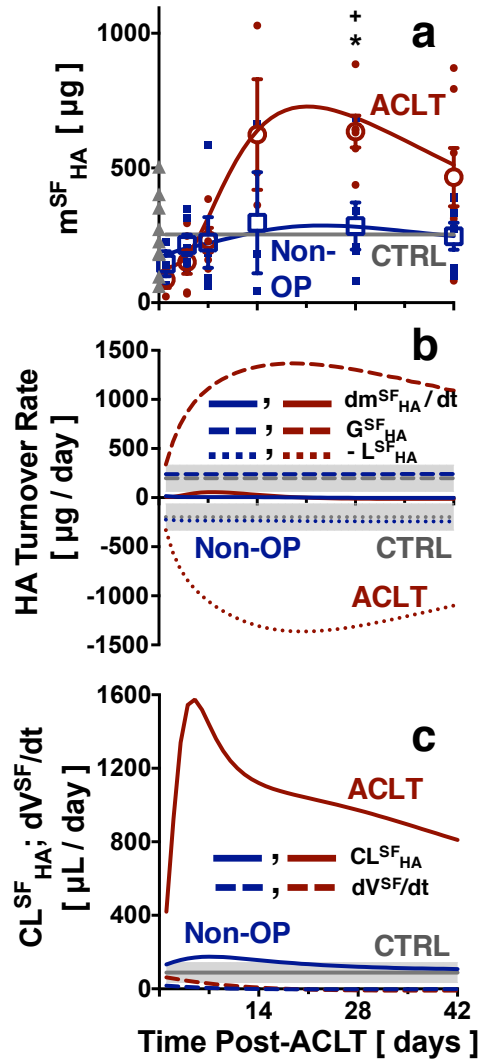 1000
500
0
m^SF_HA [ µg ]
a
+
*
ACLT
Non-
OP
CTRL
1500
1000
500
0
-500
-1000
-1500
HA Turnover Rate
[ µg / day ]
b
, dm^SF_HA / dt
, G^SF_HA
, - L^SF_HA
Non-OP CTRL
ACLT
1600
1200
800
400
0
CL^SF_HA; dV^SF/dt
[ µL / day ]
c
ACLT
, CL^SF_HA
, dV^SF/dt
Non-OP
CTRL
14 28 42
Time Post-ACLT [ days ]